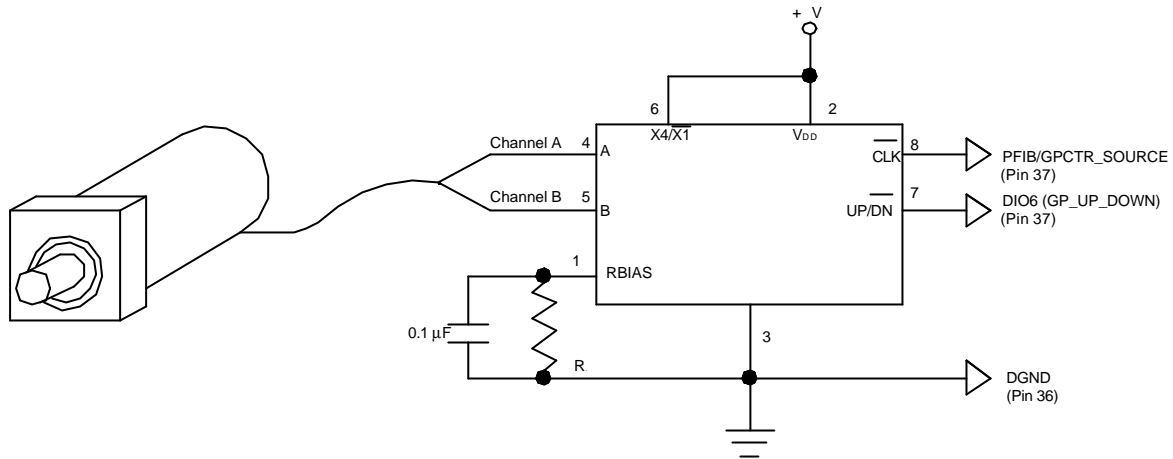 + V
6
2
X4/X1
VDD
Channel A
4
A
CLK
8
PFIB/GPCTR_SOURCE
(Pin 37)
Channel B
5
B
UP/DN
7
DIO6 (GP_UP_DOWN)
(Pin 37)
1
RBIAS
0.1 µF
R
3
DGND
(Pin 36)